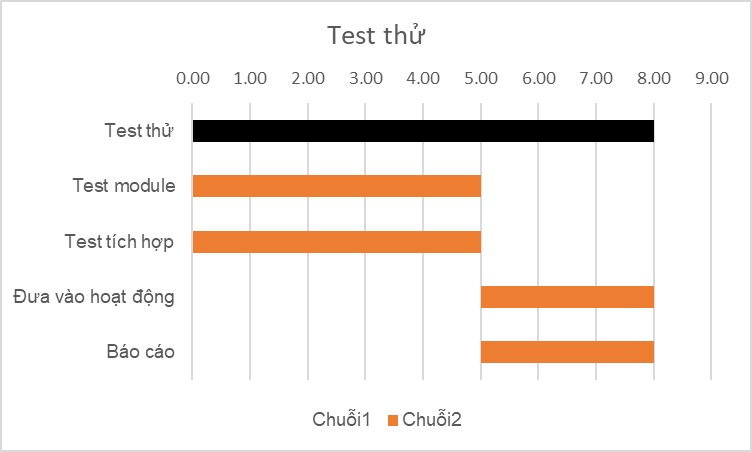 Test thử
0.00 1.00 2.00 3.00 4.00 5.00 6.00 7.00 8.00 9.00
Test thử
Test module
Test tích hợp
Đưa vào hoạt động
Báo cáo
Chuỗi1 Chuỗi2